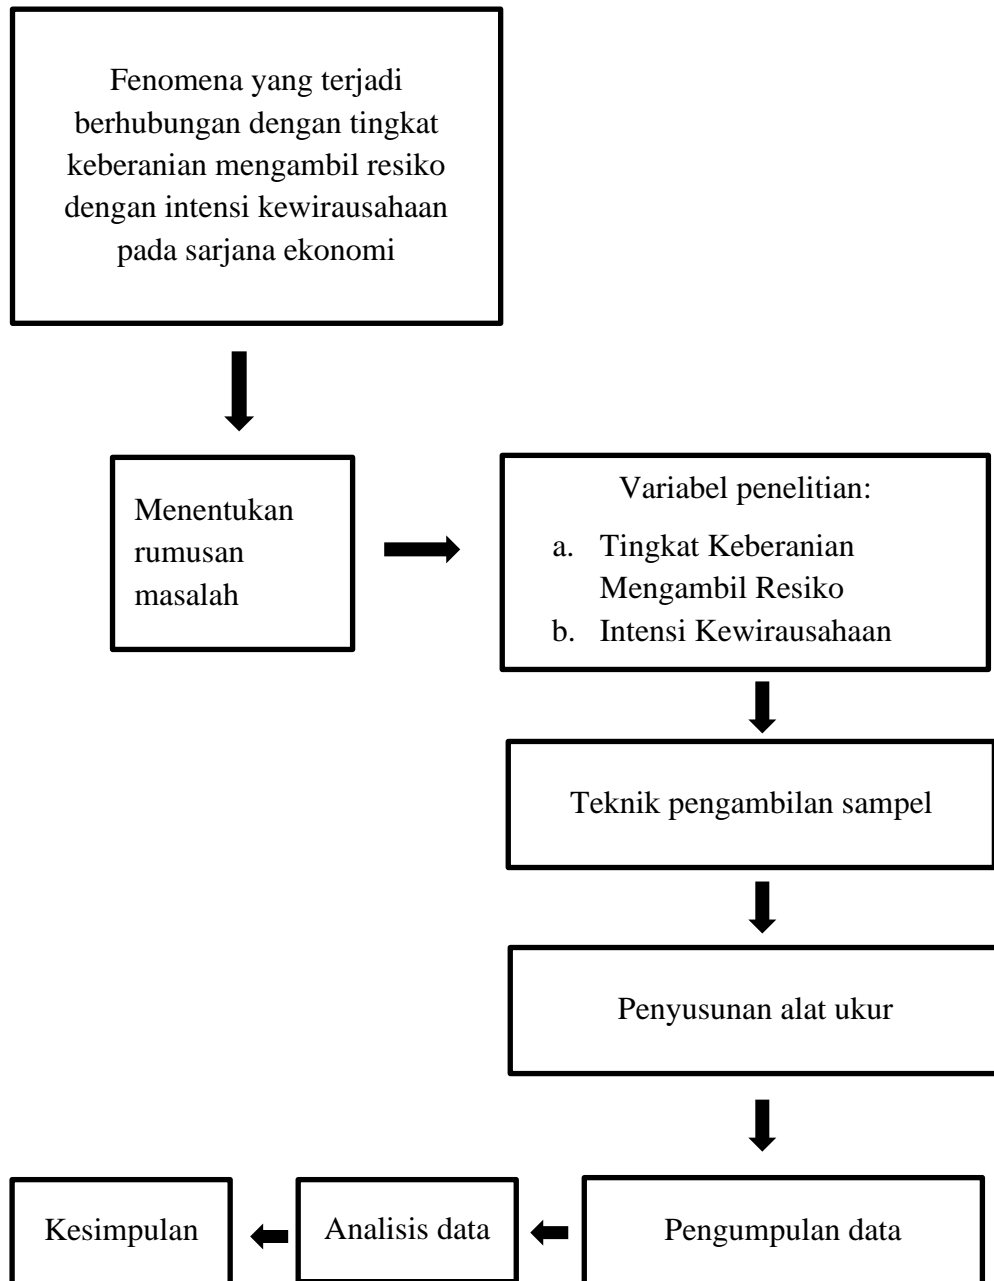 Fenomena yang terjadi
berhubungan dengan tingkat
keberanian mengambil resiko
dengan intensi kewirausahaan
pada sarjana ekonomi
Menentukan
rumusan
masalah
Variabel penelitian:
a. Tingkat Keberanian
Mengambil Resiko
b. Intensi Kewirausahaan
Teknik pengambilan sampel
Penyusunan alat ukur
Pengumpulan data
Analisis data
Kesimpulan